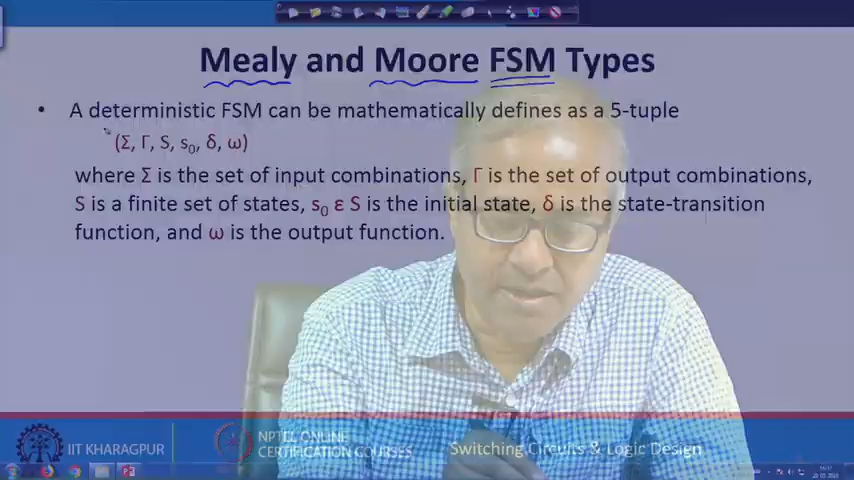 Mealy and Moore FSM Types
• A deterministic FSM can be mathematically defines as a 5-tuple
(Σ, Γ, S, s₀, δ, ω)
where Σ is the set of input combinations, Γ is the set of output combinations,
S is a finite set of states, s₀ ε S is the initial state, δ is the state-transition
function, and ω is the output function.
IIT KHARAGPUR
NPTEL ONLINE
CERTIFICATION COURSES
Switching Circuits & Logic Design